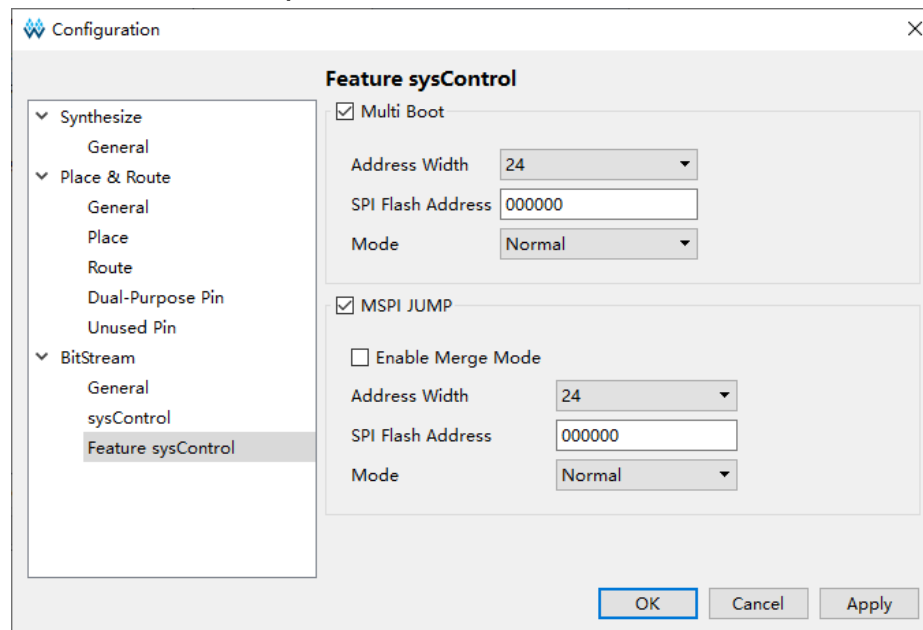 Configuration
Synthesize
General
Place & Route
General
Place
Route
Dual-Purpose Pin
Unused Pin
BitStream
General
sysControl
Feature sysControl
Feature sysControl
Multi Boot
Address Width 24
SPI Flash Address 000000
Mode Normal
MSPI JUMP
Enable Merge Mode
Address Width 24
SPI Flash Address 000000
Mode Normal
OK Cancel Apply